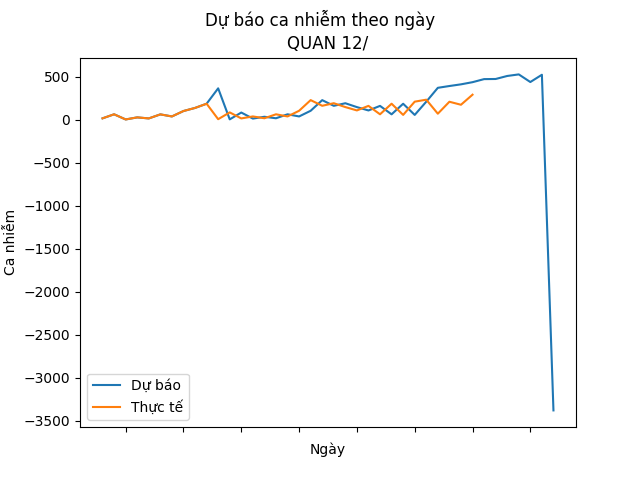 Dự báo ca nhiễm theo ngày
QUAN 12/
500
0
−500
−1000
−1500
−2000
−2500
−3000
−3500
Ca nhiễm
Dự báo
Thực tế
Ngày